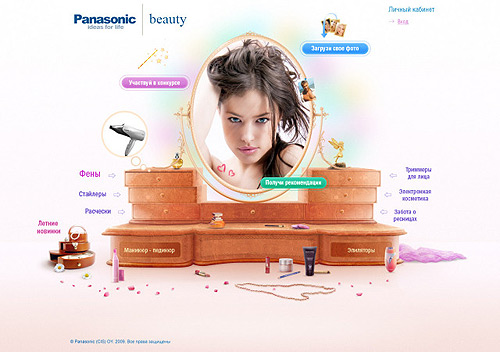 Panasonic
ideas for life
beauty
Личный кабинет
Вход
Загрузи свое фото
Участвуй в конкурсе
Получи рекомендации
Фены
Стайлеры
Расчески
Летние
новинки
Триммеры
для лица
Электронная
косметика
Забота о
ресницах
Маникюр - педикюр
Эпиляторы
© Panasonic (CIS) OY, 2009. Все права защищены